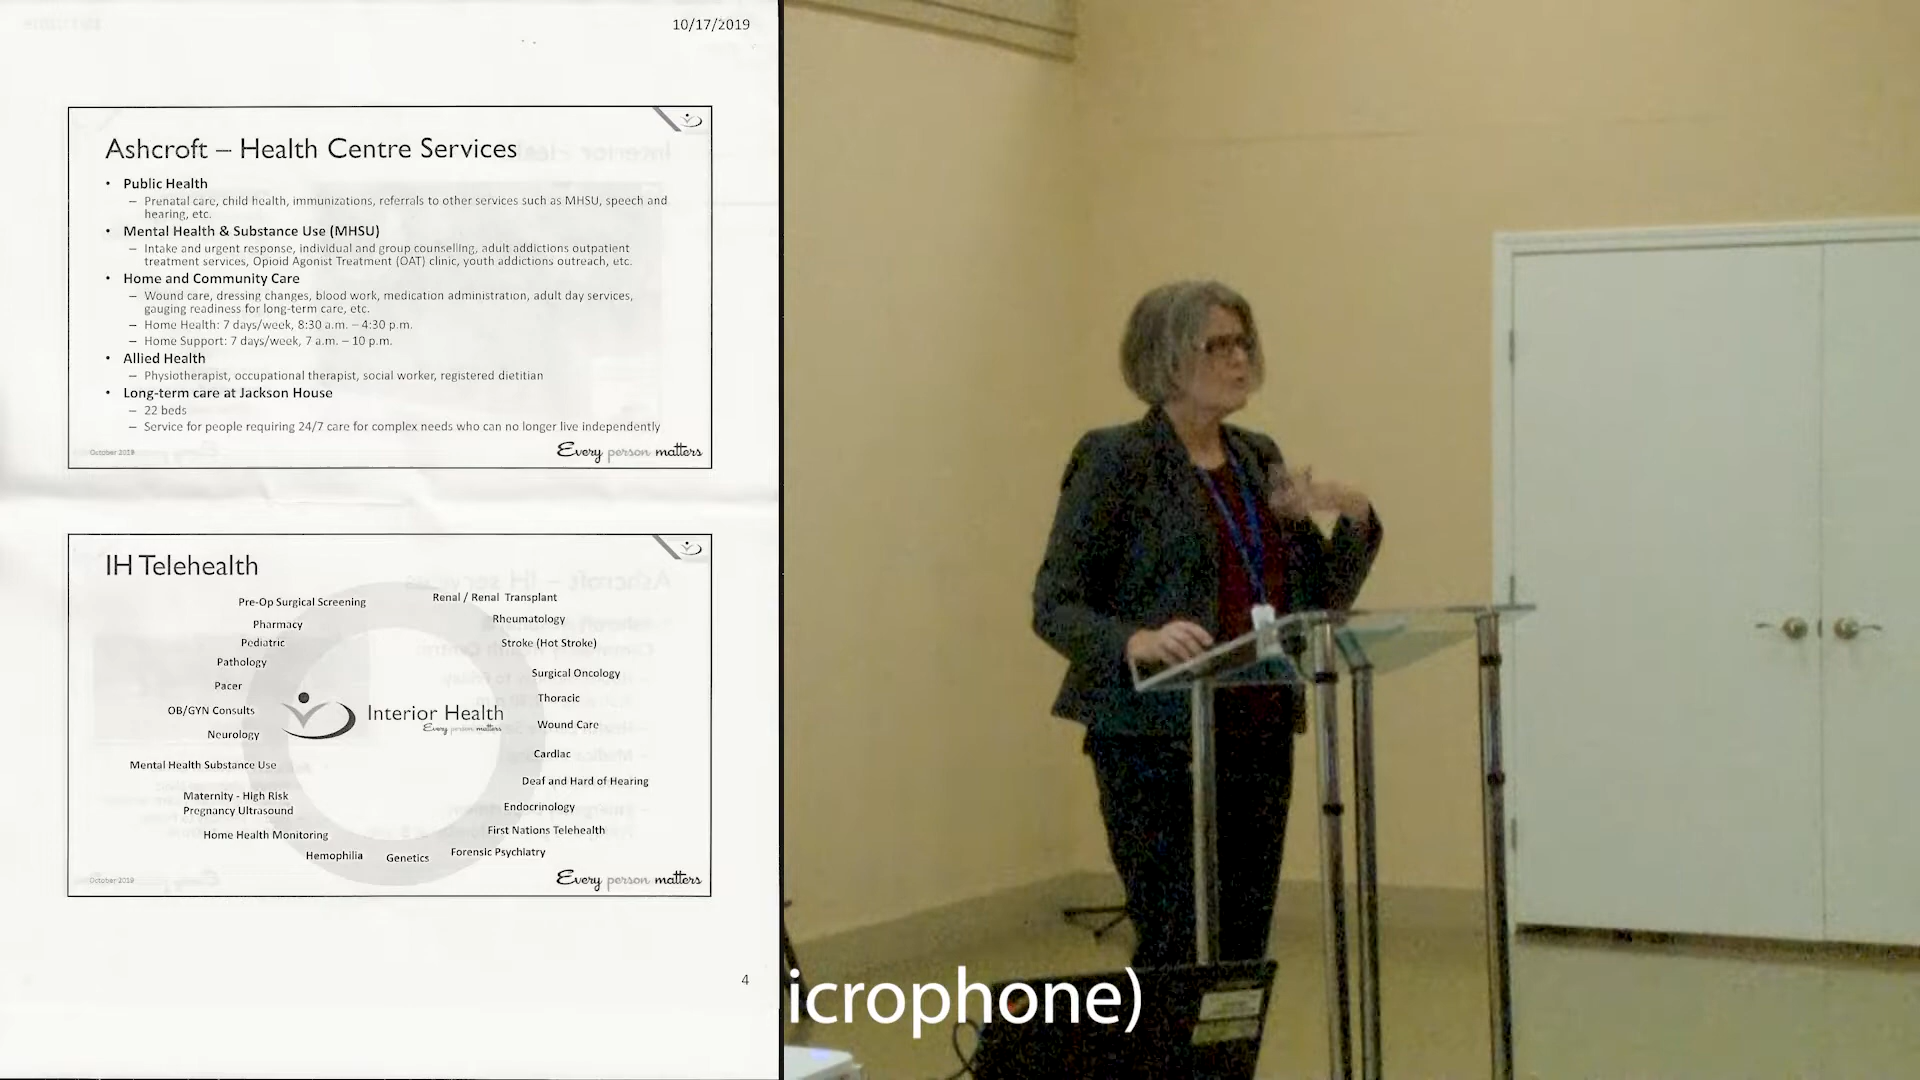 10/17/2019
Ashcroft – Health Centre Services
• Public Health
– Prenatal care, child health, immunizations, referrals to other services such as MHSU, speech and
hearing, etc.
• Mental Health & Substance Use (MHSU)
– Intake and urgent response, individual and group counselling, adult addictions outpatient
treatment services, Opioid Agonist Treatment (OAT) clinic, youth addictions outreach, etc.
• Home and Community Care
– Wound care, dressing changes, blood work, medication administration, adult day services,
gauging readiness for long-term care, etc.
– Home Health: 7 days/week, 8:30 a.m. – 4:30 p.m.
– Home Support: 7 days/week, 7 a.m. – 10 p.m.
• Allied Health
– Physiotherapist, occupational therapist, social worker, registered dietitian
• Long-term care at Jackson House
– 22 beds
– Service for people requiring 24/7 care for complex needs who can no longer live independently
October 2019
Every person matters
IH Telehealth
Pre-Op Surgical Screening
Pharmacy
Pediatric
Pathology
Pacer
OB/GYN Consults
Neurology
Mental Health Substance Use
Maternity - High Risk
Pregnancy Ultrasound
Home Health Monitoring
Hemophilia
Genetics
Forensic Psychiatry
First Nations Telehealth
Endocrinology
Deaf and Hard of Hearing
Cardiac
Wound Care
Thoracic
Surgical Oncology
Stroke (Hot Stroke)
Rheumatology
Renal / Renal Transplant
Interior Health
Every person matters
October 2019
Every person matters
4
icrophone)